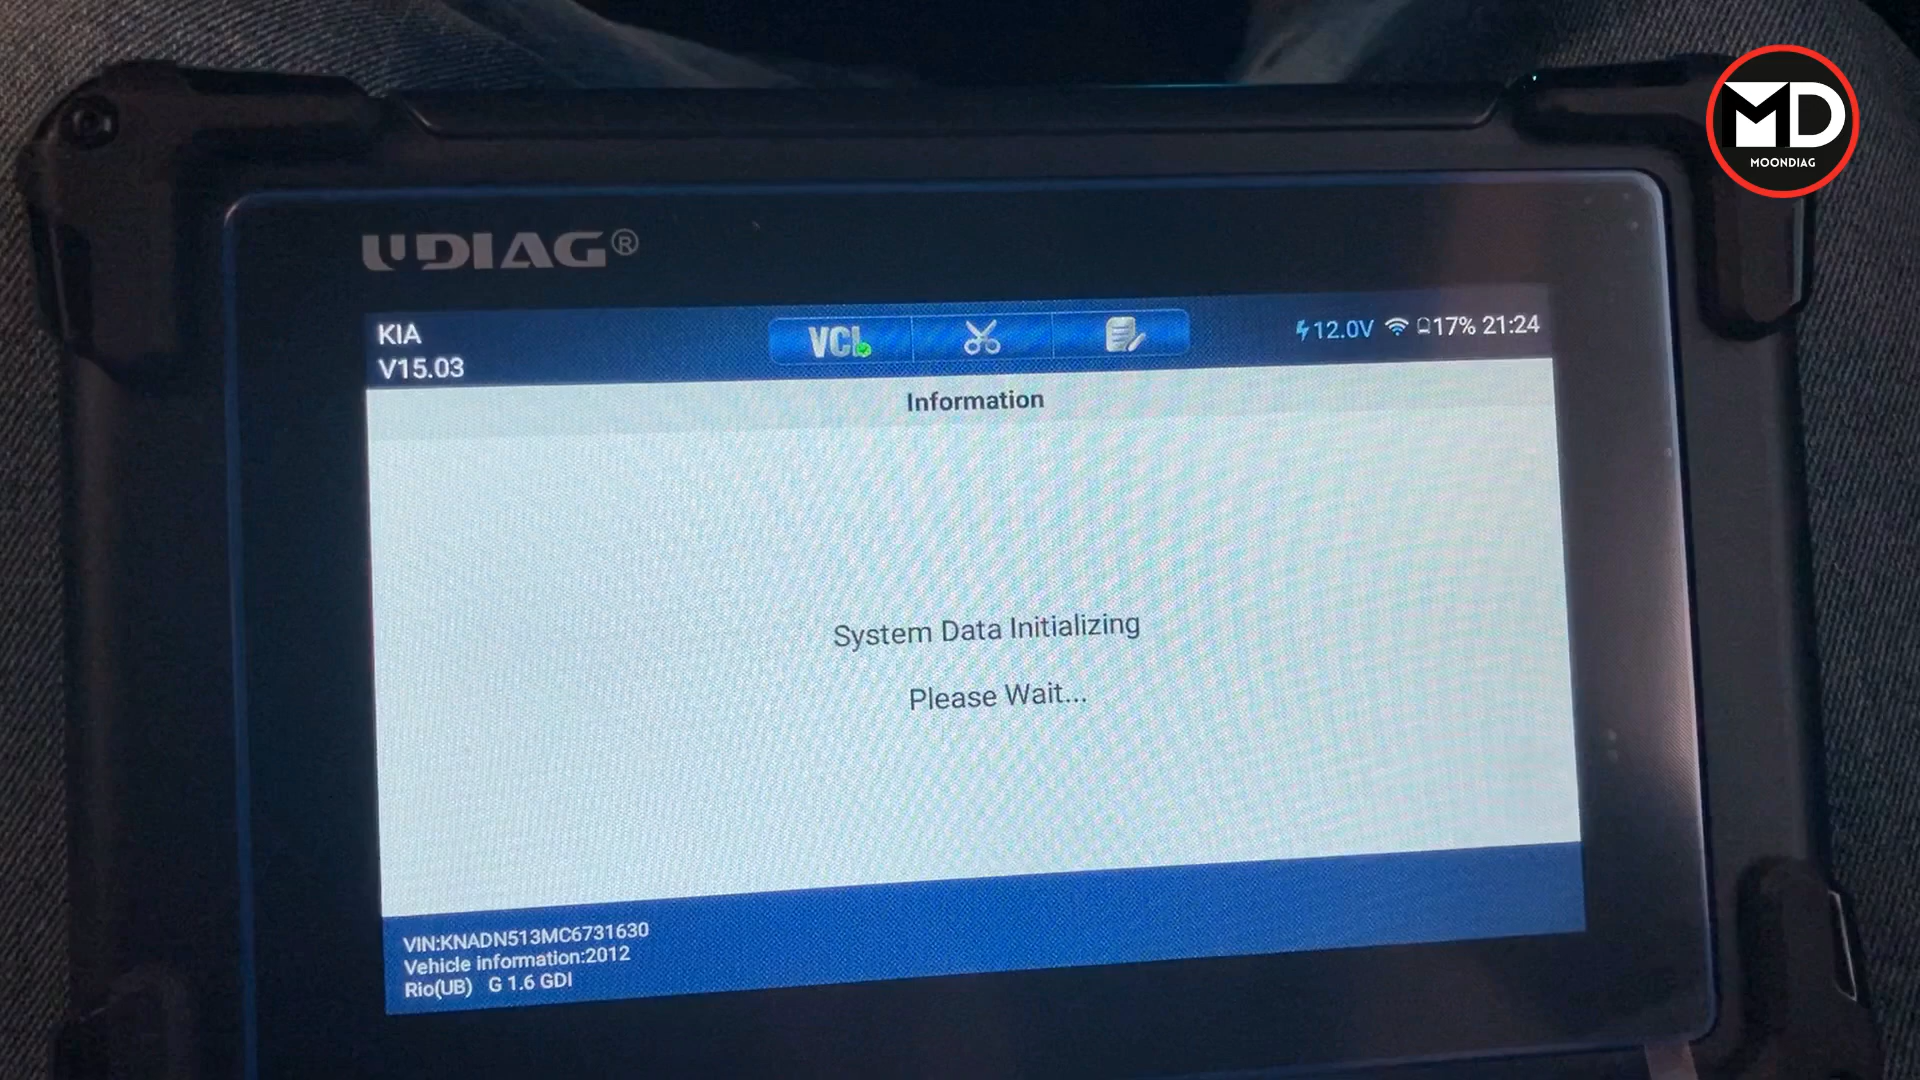 MD
MOONDIAG
UDIAG®
KIA
V15.03
VCI
12.0V 17% 21:24
Information
System Data Initializing
Please Wait...
VIN:KNADN513MC6731630
Vehicle information:2012
Rio(UB) G 1.6 GDI